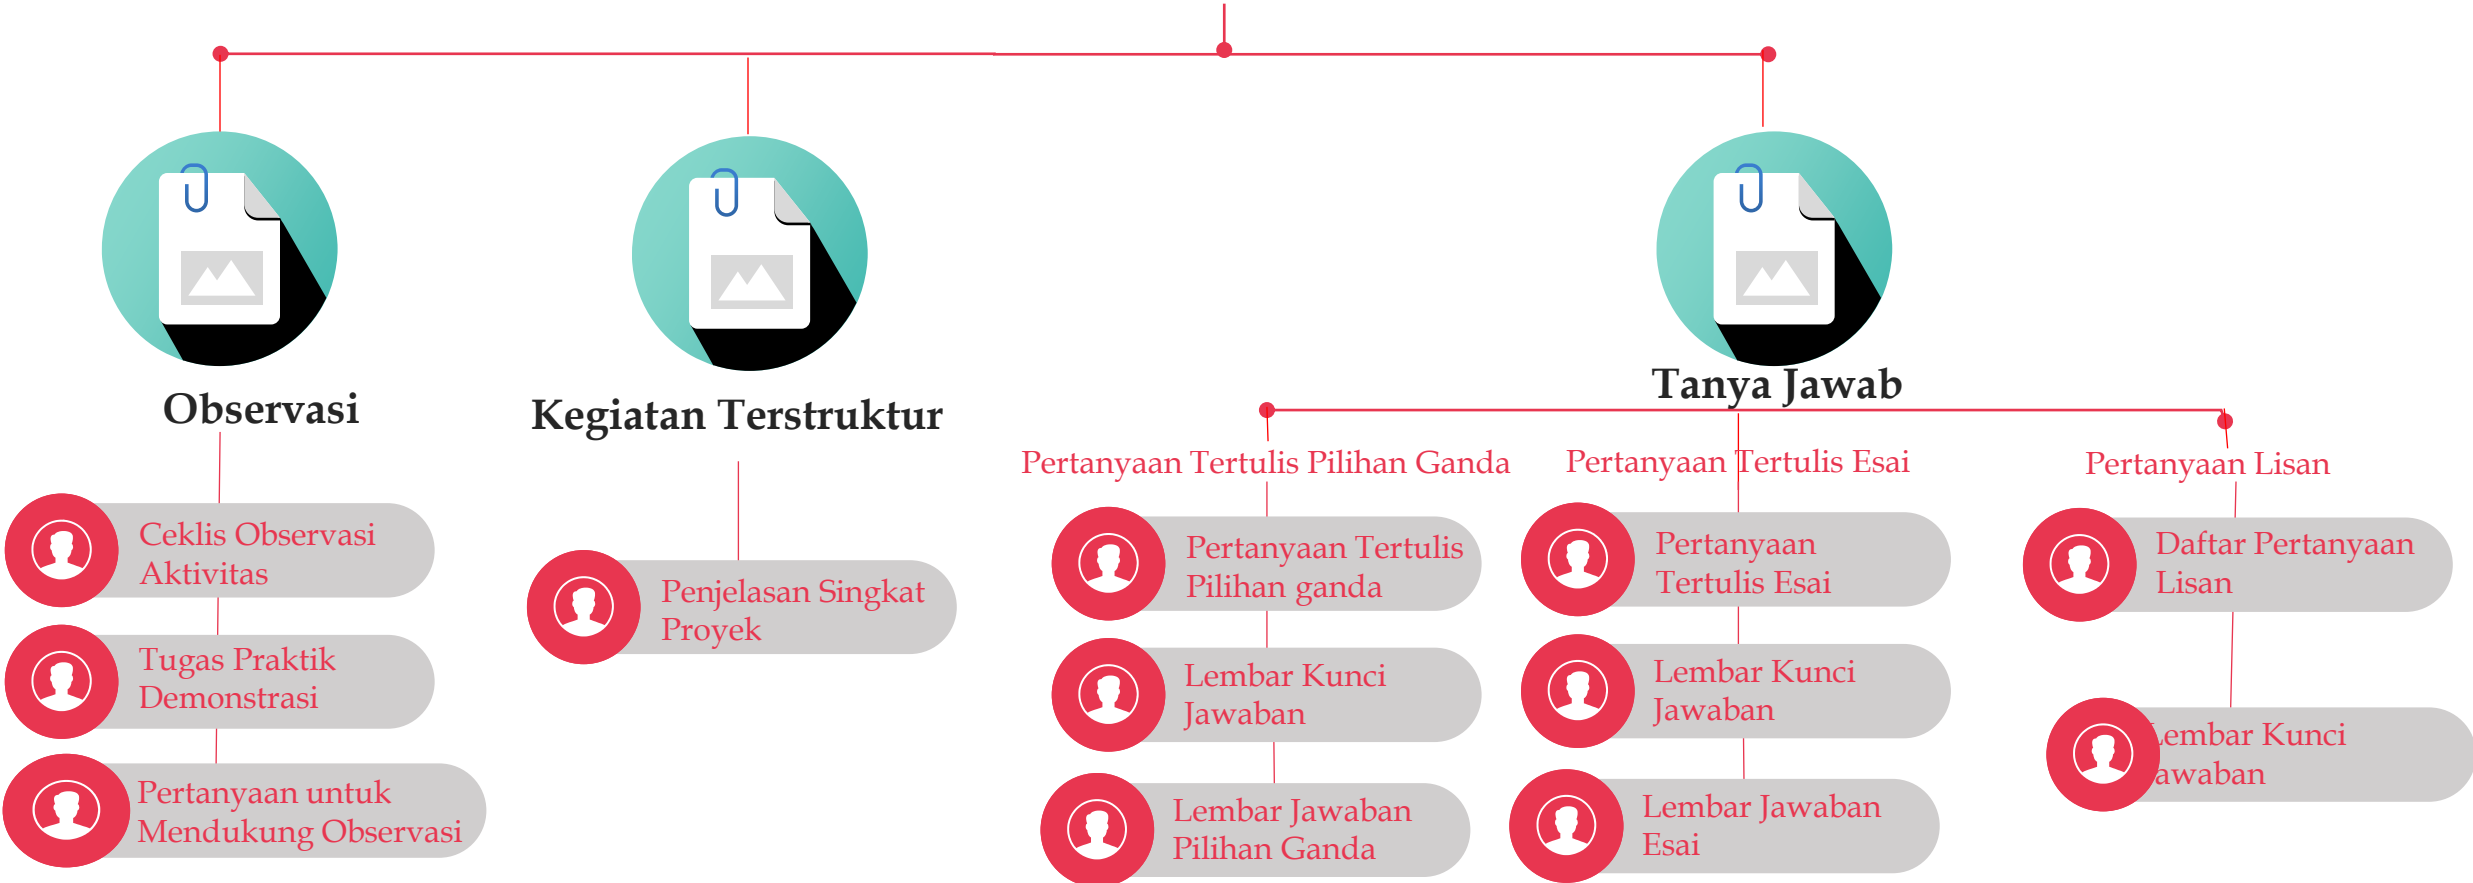 Observasi
Ceklis Observasi
Aktivitas
Tugas Praktik
Demonstrasi
Pertanyaan untuk
Mendukung Observasi
Kegiatan Terstruktur
Penjelasan Singkat
Proyek
Tanya Jawab
Pertanyaan Tertulis Pilihan Ganda
Pertanyaan Tertulis
Pilihan ganda
Lembar Kunci
Jawaban
Lembar Jawaban
Pilihan Ganda
Pertanyaan Tertulis Esai
Pertanyaan
Tertulis Esai
Lembar Kunci
Jawaban
Lembar Jawaban
Esai
Pertanyaan Lisan
Daftar Pertanyaan
Lisan
Lembar Kunci
Jawaban